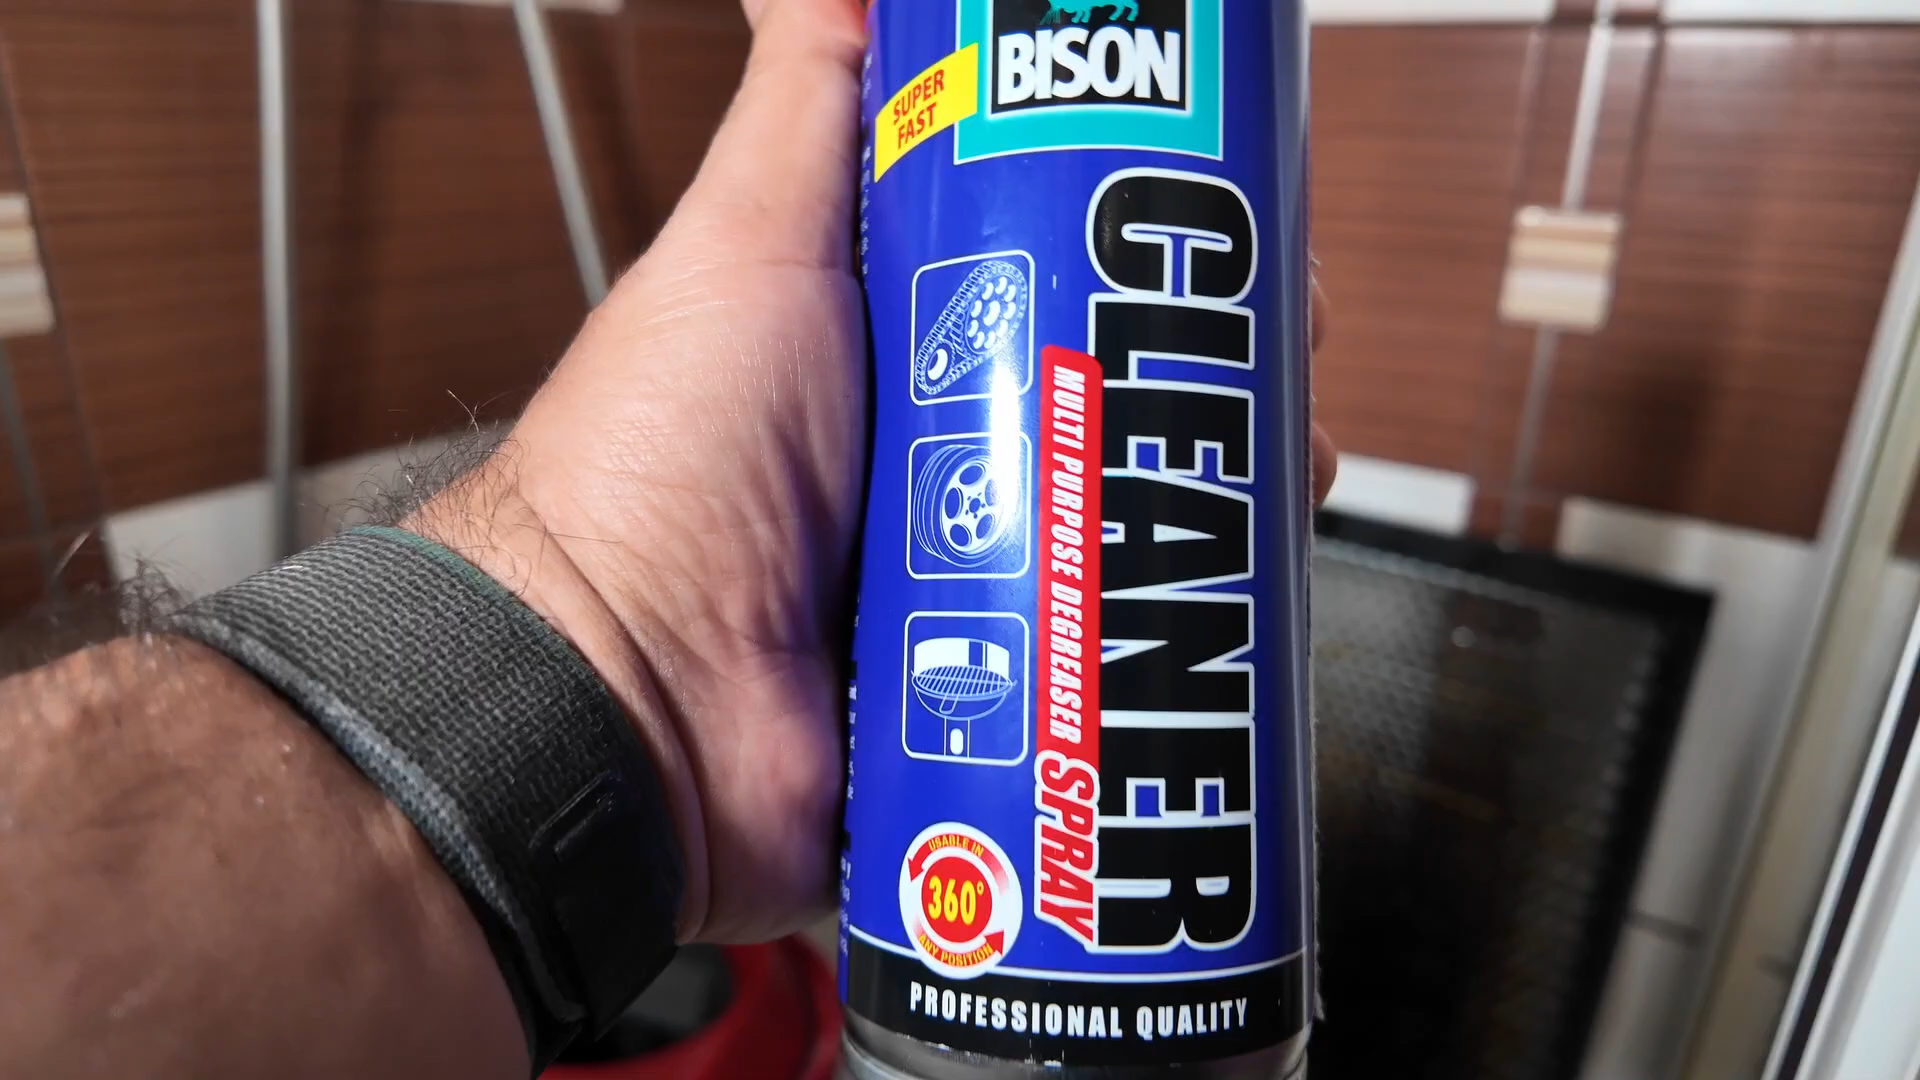 BISON
SUPER
FAST
CLEANER
MULTI PURPOSE DEGREASER
SPRAY
USABLE IN
360°
ANY POSITION
PROFESSIONAL QUALITY